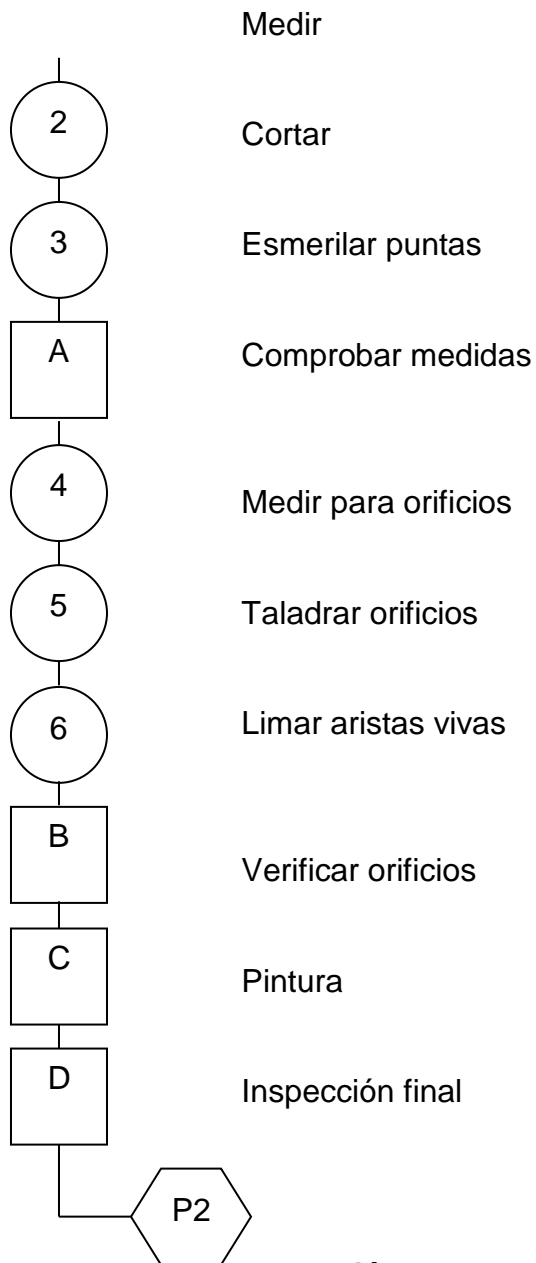 Medir
2 Cortar
3 Esmerilar puntas
A Comprobar medidas
4 Medir para orificios
5 Taladrar orificios
6 Limar aristas vivas
B Verificar orificios
C Pintura
D Inspección final
P2